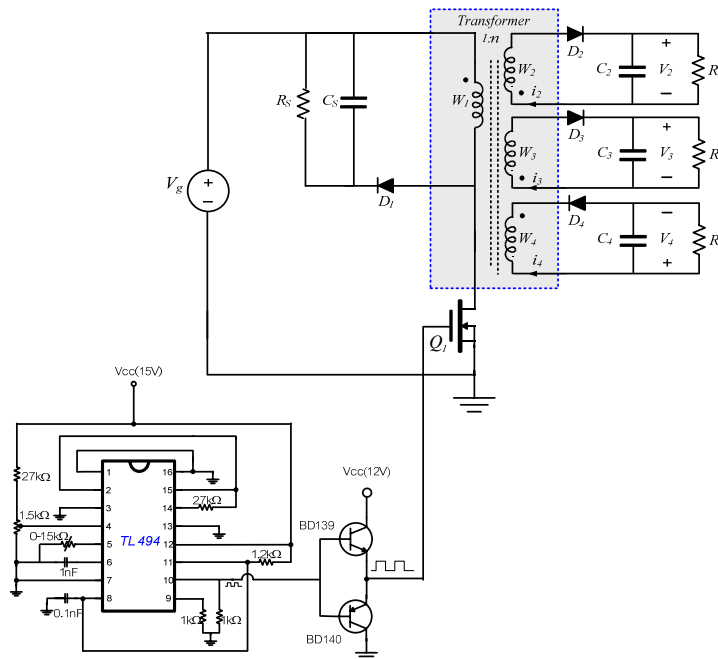 Transformer
1:n
W1
W2
i2
D2
C2
+
V2
−
R
W3
i3
D3
C3
+
V3
−
R
W4
i4
D4
C4
−
V4
+
R
RS
CS
D1
Vg
+
−
Q1
Vcc(15V)
27kΩ
1.5kΩ
0-15kΩ
1nF
0.1nF
1
2
3
4
5
6
7
8
TL494
16
15
14
13
12
11
10
9
27kΩ
1.2kΩ
1kΩ
1kΩ
Vcc(12V)
BD139
BD140